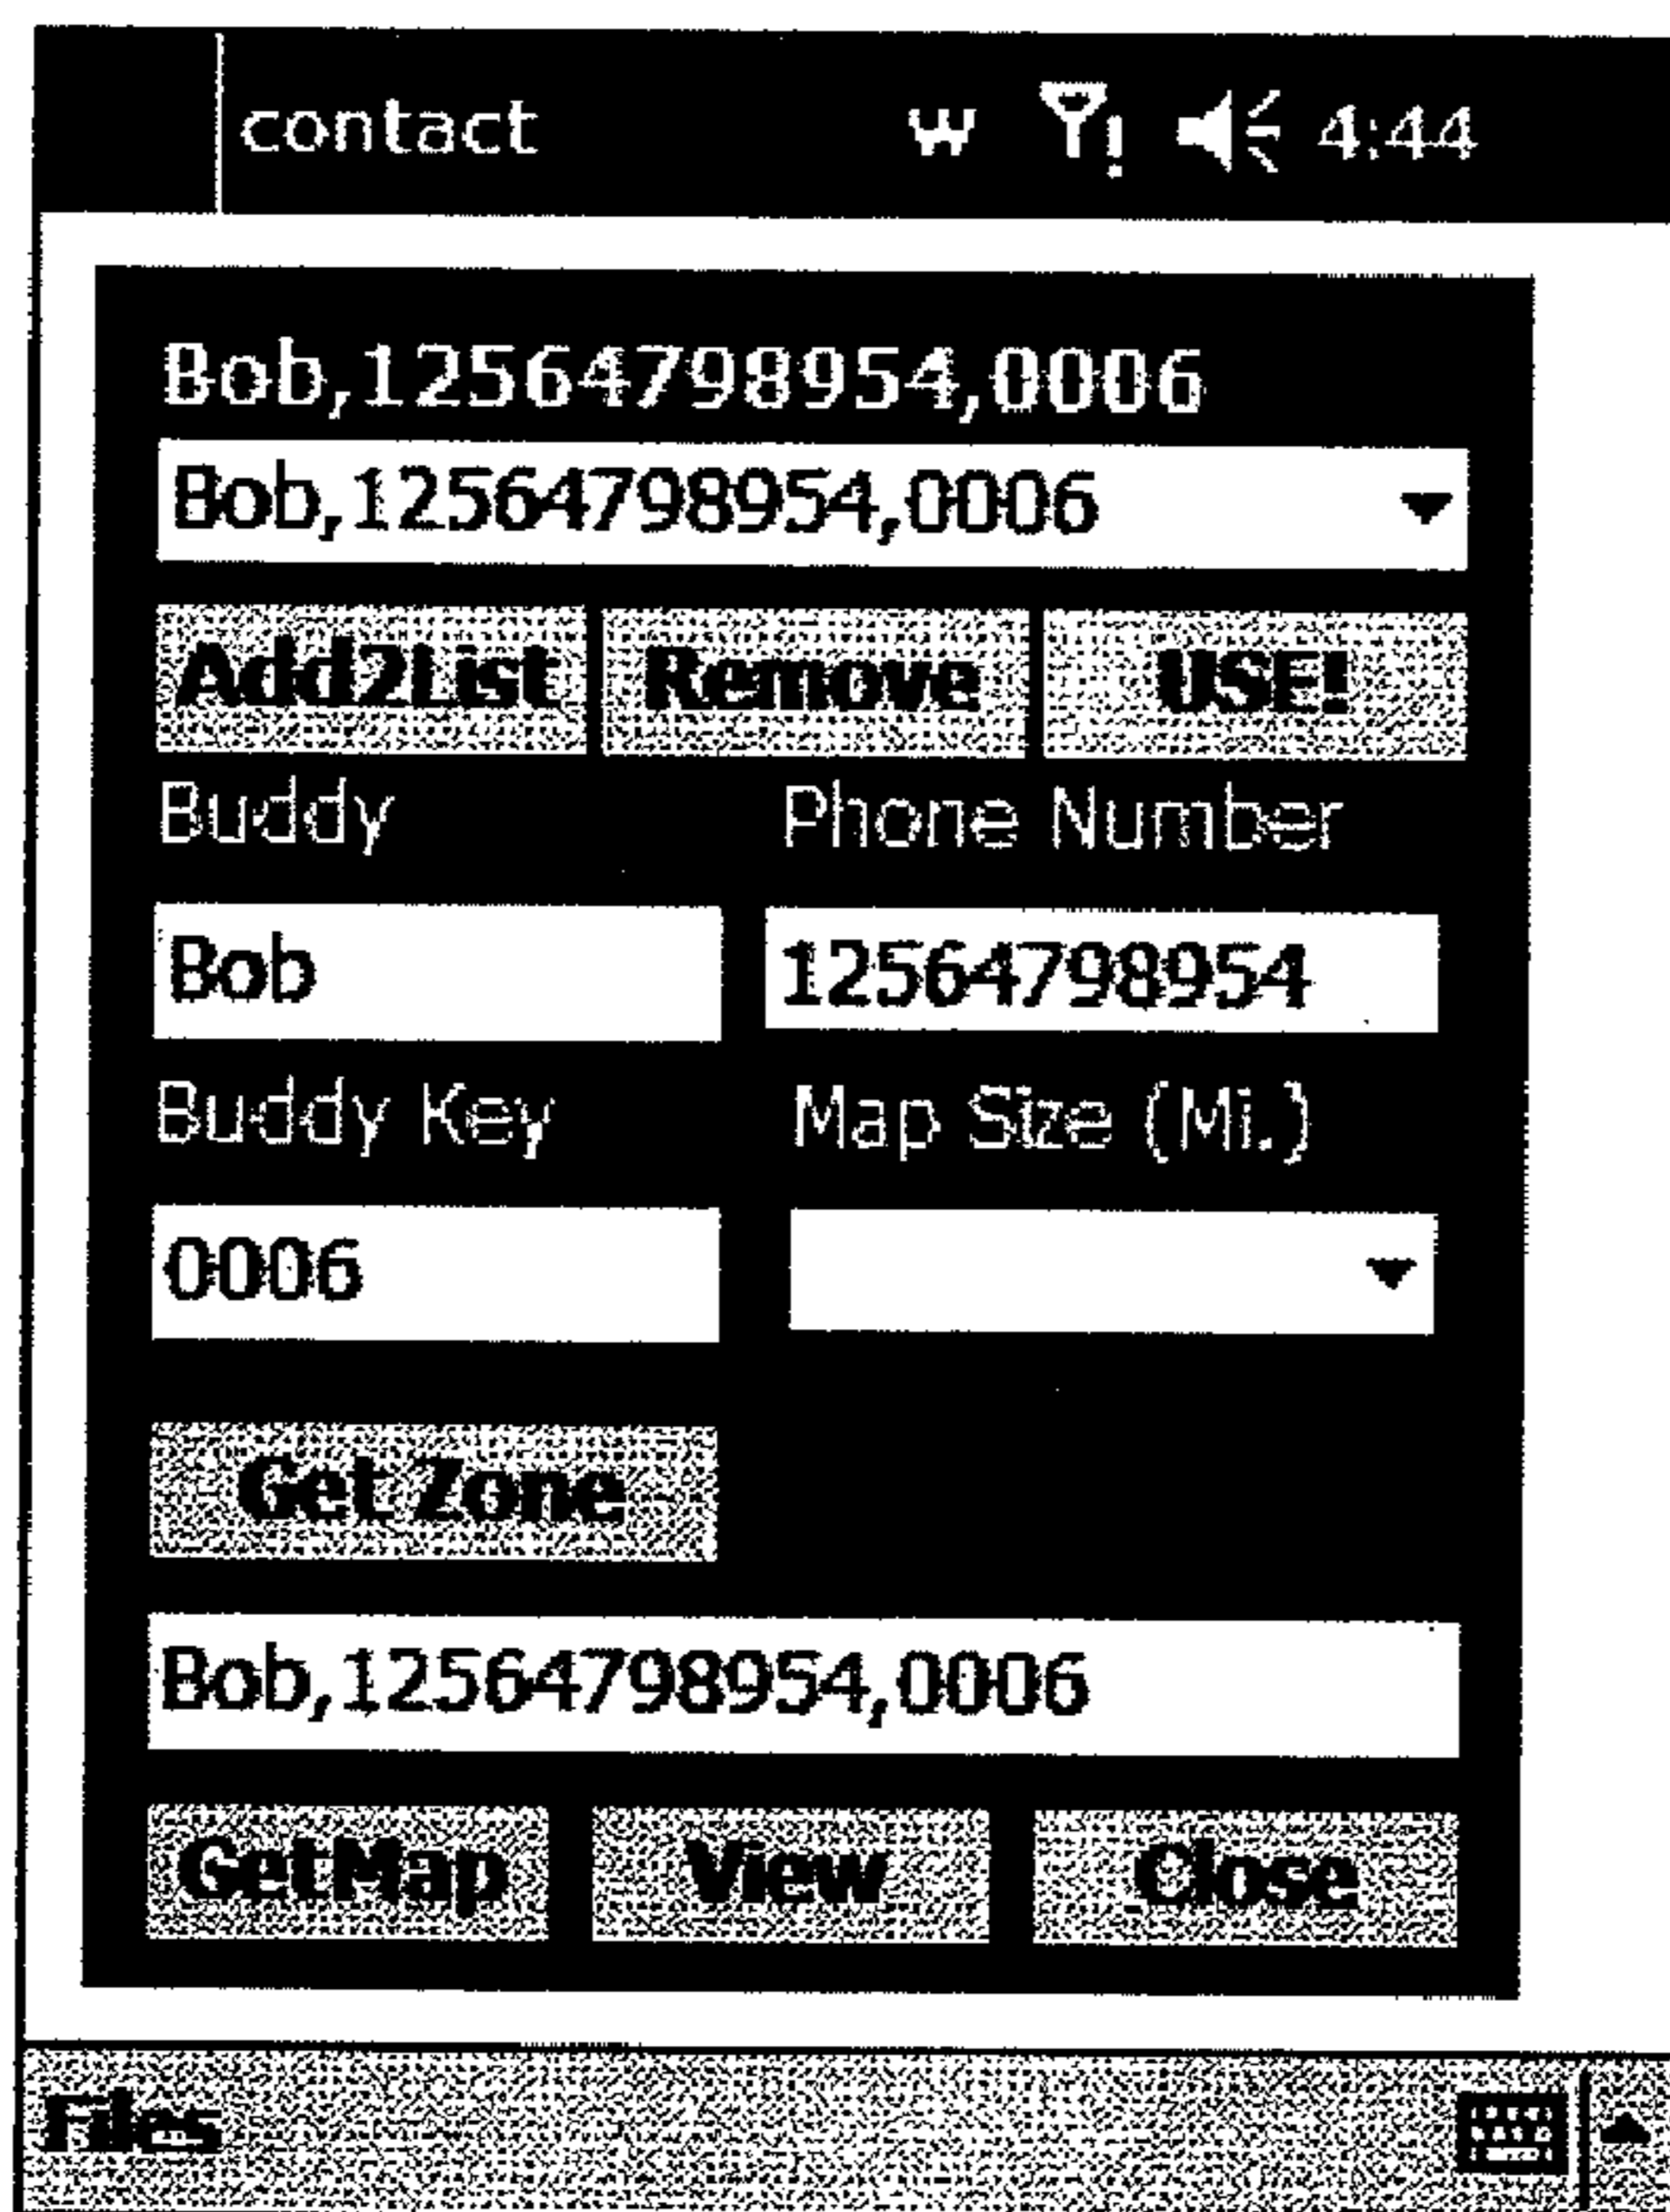 contact 4:44
Bob,12564798954,0006
Bob,12564798954,0006
Add2List Remove USE!
Buddy Phone Number
Bob 12564798954
Buddy Key Map Size (Mi.)
0006
Get Zone
Bob,12564798954,0006
GetMap View Close
Files